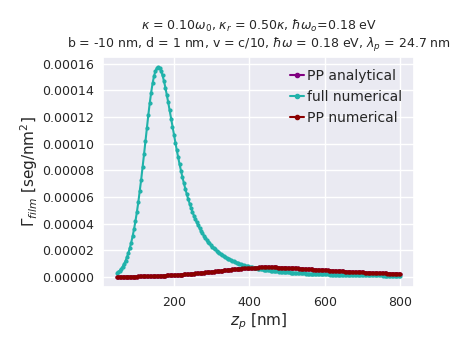 κ = 0.10ω₀, κᵣ = 0.50κ, ℏωₒ=0.18 eV
b = -10 nm, d = 1 nm, v = c/10, ℏω = 0.18 eV, λₚ = 24.7 nm
PP analytical
full numerical
PP numerical
0.00016
0.00014
0.00012
0.00010
0.00008
0.00006
0.00004
0.00002
0.00000
Γ_film [seg/nm²]
200 400 600 800
zₚ [nm]